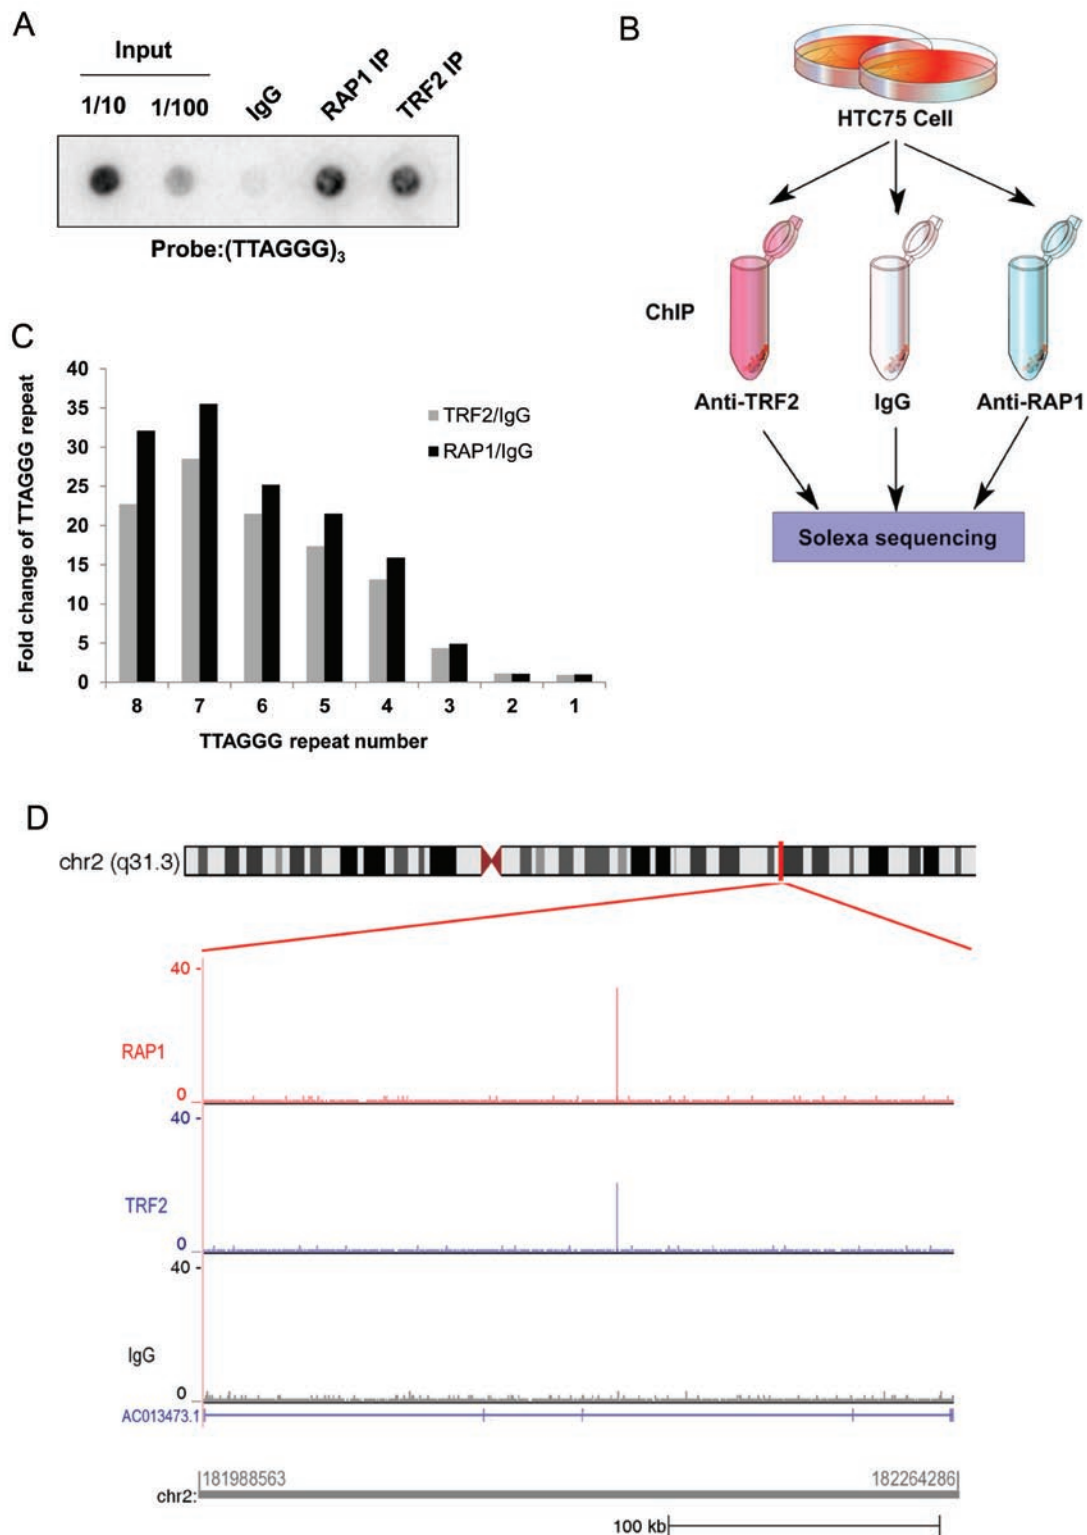 A
Input
1/10 1/100 IgG RAP1 IP TRF2 IP
Probe:(TTAGGG)3
B
HTC75 Cell
ChIP
Anti-TRF2 IgG Anti-RAP1
Solexa sequencing
C
Fold change of TTAGGG repeat
40
35
30
25
20
15
10
5
0
TRF2/IgG
RAP1/IgG
8 7 6 5 4 3 2 1
TTAGGG repeat number
D
chr2 (q31.3)
40
RAP1
0
40
TRF2
0
40
IgG
0
AC013473.1
181988563 182264286
chr2:
100 kb